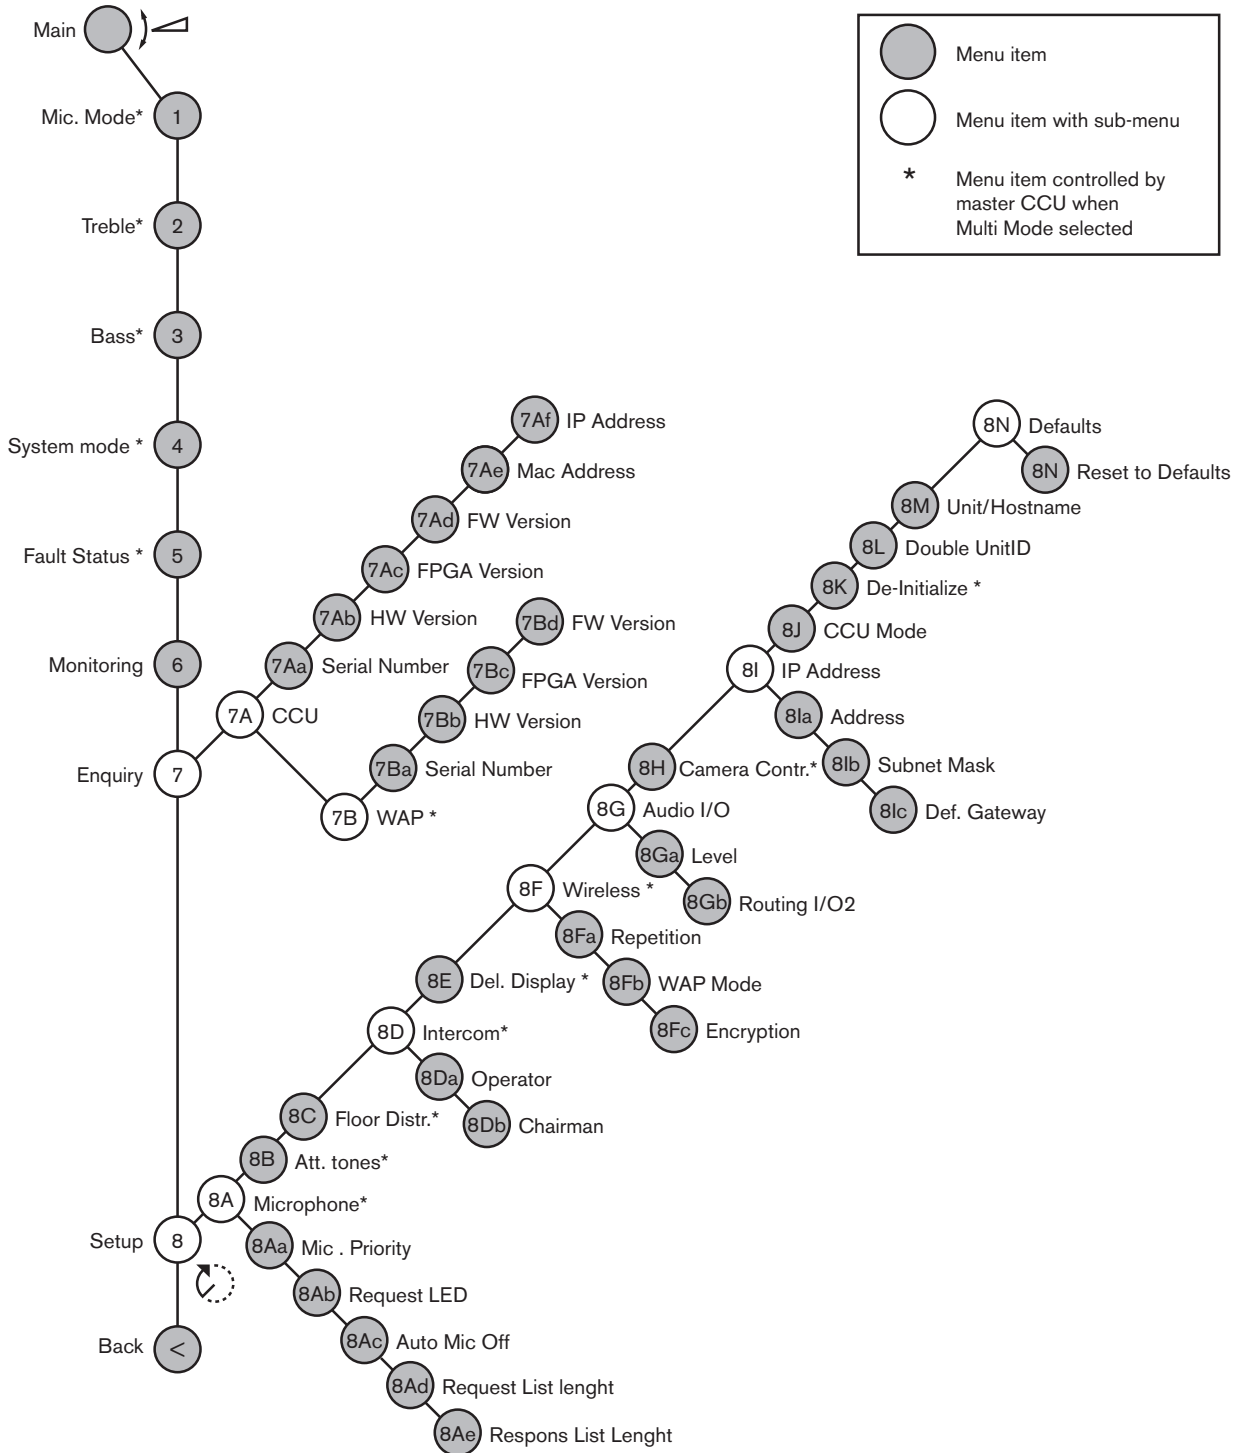 Main
Menu item
Menu item with sub-menu
* Menu item controlled by
master CCU when
Multi Mode selected
Mic. Mode* 1
Treble* 2
Bass* 3
System mode * 4
Fault Status * 5
Monitoring 6
Enquiry 7
7A CCU
7Aa Serial Number
7Ab HW Version
7Ac FPGA Version
7Ad FW Version
7Ae Mac Address
7Af IP Address
7B WAP *
7Ba Serial Number
7Bb HW Version
7Bc FPGA Version
7Bd FW Version
Setup 8
8A Microphone*
8Aa Mic . Priority
8Ab Request LED
8Ac Auto Mic Off
8Ad Request List lenght
8Ae Respons List Lenght
8B Att. tones*
8C Floor Distr.*
8D Intercom*
8Da Operator
8Db Chairman
8E Del. Display *
8F Wireless *
8Fa Repetition
8Fb WAP Mode
8Fc Encryption
8G Audio I/O
8Ga Level
8Gb Routing I/O2
8H Camera Contr.*
8I IP Address
8Ia Address
8Ib Subnet Mask
8Ic Def. Gateway
8J CCU Mode
8K De-Initialize *
8L Double UnitID
8M Unit/Hostname
8N Defaults
8N Reset to Defaults
Back <